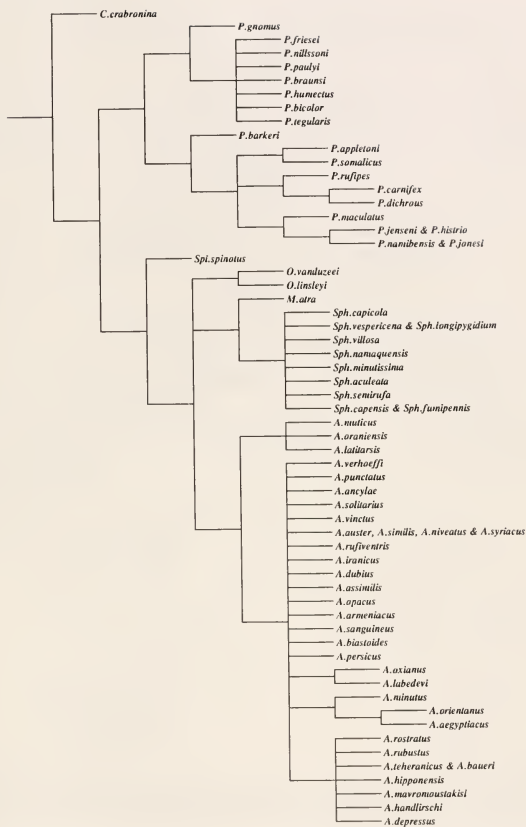 C.crabronina
P.gnomus
P.friesei
P.nillssoni
P.paulyi
P.braunsi
P.humectus
P.bicolor
P.tegularis
P.barkeri
P.appletoni
P.somalicus
P.rufipes
P.carnifex
P.dichrous
P.maculatus
P.jenseni & P.histrio
P.namibensis & P.jonesi
Spi.spinotus
O.vanduzeei
O.linsleyi
M.atra
Sph.capicola
Sph.vespericena & Sph.longipygidium
Sph.villosa
Sph.namaquensis
Sph.minutissima
Sph.aculeata
Sph.semirufa
Sph.capensis & Sph.fumipennis
A.muticus
A.oraniensis
A.latitarsis
A.verhoeffi
A.punctatus
A.ancylae
A.solitarius
A.vinctus
A.auster, A.similis, A.niveatus & A.syriacus
A.rufiventris
A.iranicus
A.dubius
A.assimilis
A.opacus
A.armeniacus
A.sanguineus
A.biastoides
A.persicus
A.oxianus
A.labedevi
A.minutus
A.orientanus
A.aegyptiacus
A.rostratus
A.rubustus
A.teheranicus & A.baueri
A.hipponensis
A.mavromoustakisi
A.handlirschi
A.depressus